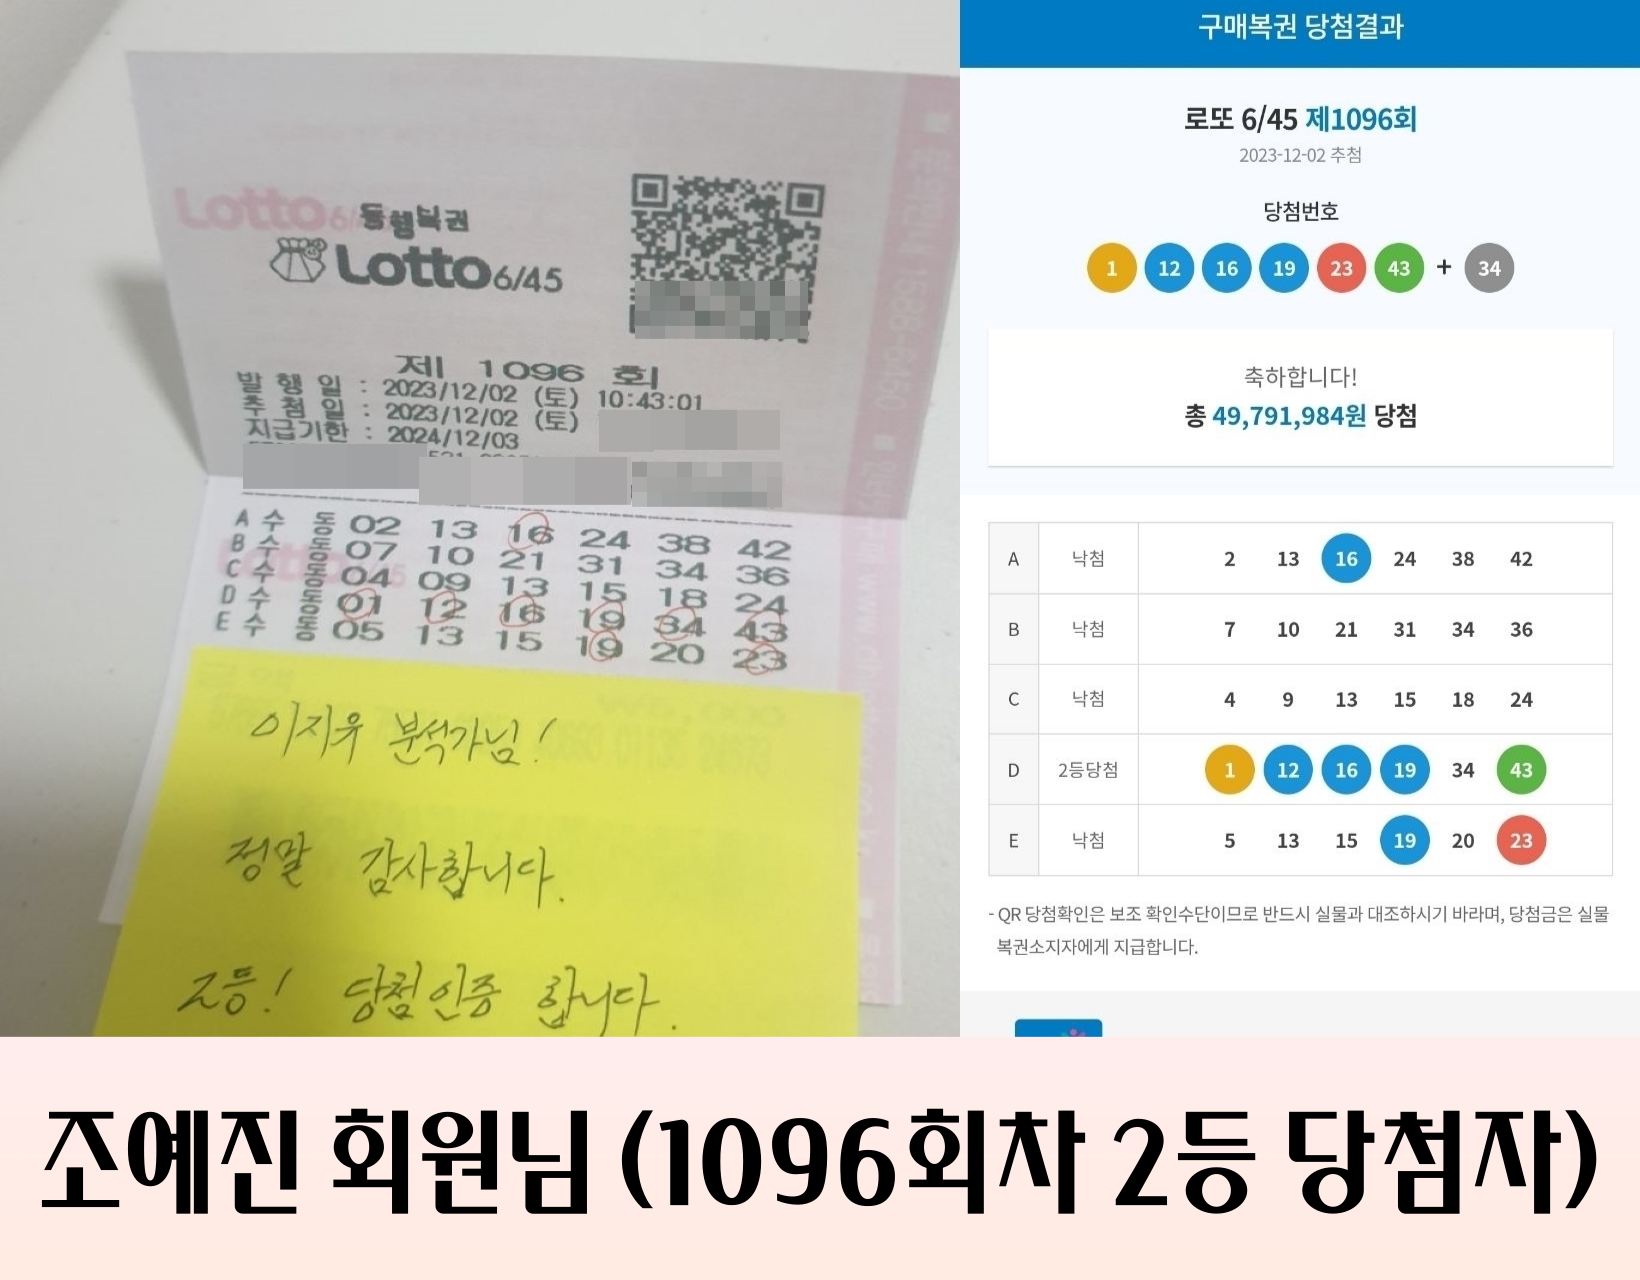 Lotto 6/45
동행복권
Lotto 6/45
제 1096 회
발 행 일 : 2023/12/02 (토) 10:43:01
추 첨 일 : 2023/12/02 (토)
지급기한 : 2024/12/03
A 수 동 02 13 16 24 38 42
B 수 동 07 10 21 31 34 36
C 수 동 04 09 13 15 18 24
D 수 동 01 12 16 19 34 43
E 수 동 05 13 15 19 20 23
이지유 분석가님!
정말 감사합니다.
2등! 당첨인증 합니다.
구매복권 당첨결과
로또 6/45 제1096회
2023-12-02 추첨
당첨번호
1 12 16 19 23 43 + 34
축하합니다!
총 49,791,984원 당첨
A 낙첨 2 13 16 24 38 42
B 낙첨 7 10 21 31 34 36
C 낙첨 4 9 13 15 18 24
D 2등당첨 1 12 16 19 34 43
E 낙첨 5 13 15 19 20 23
- QR 당첨확인은 보조 확인수단이므로 반드시 실물과 대조하시기 바라며, 당첨금은 실물
복권소지자에게 지급합니다.
조예진 회원님 (1096회차 2등 당첨자)